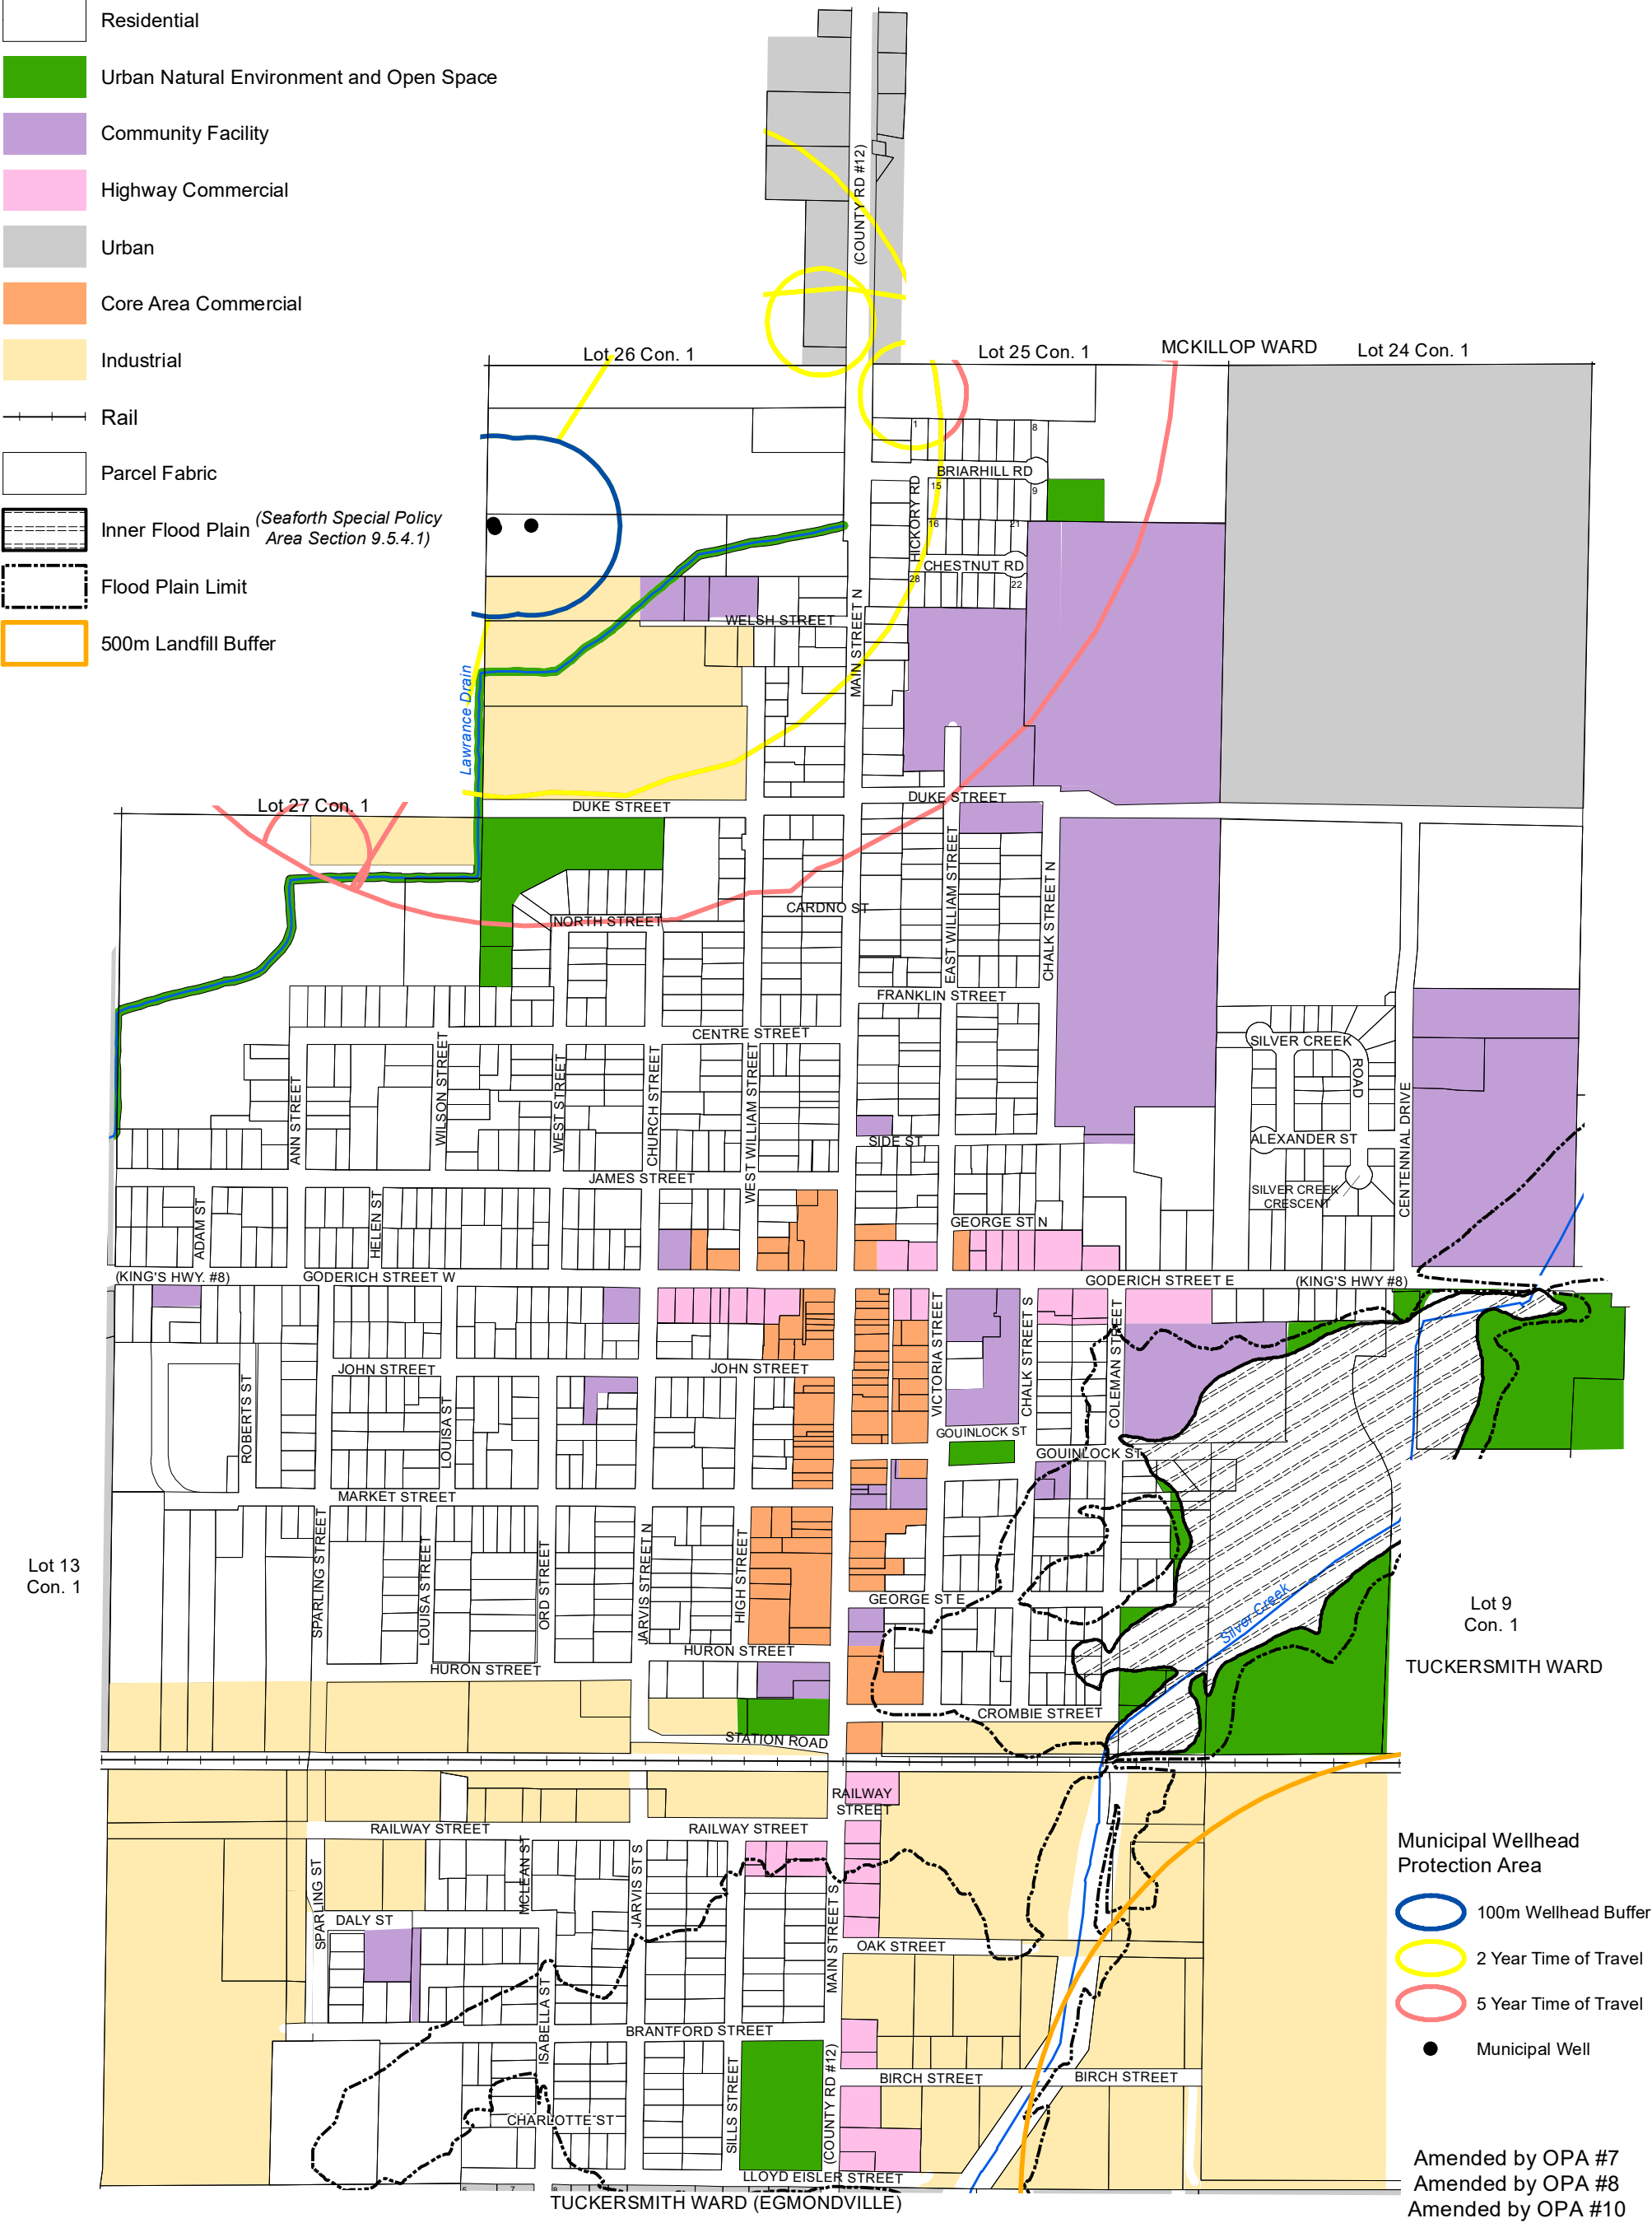 Residential
Urban Natural Environment and Open Space
Community Facility
Highway Commercial
Urban
Core Area Commercial
Industrial
Rail
Parcel Fabric
Inner Flood Plain (Seaforth Special Policy
Area Section 9.5.4.1)
Flood Plain Limit
500m Landfill Buffer
(COUNTY RD #12)
Lot 26 Con. 1
Lot 25 Con. 1
MCKILLOP WARD
Lot 24 Con. 1
1
8
BRIARHILL RD
15
9
HICKORY RD
16
21
CHESTNUT RD
28
22
MAIN STREET N
WELSH STREET
Lawrance Drain
Lot 27 Con. 1
DUKE STREET
DUKE STREET
EAST WILLIAM STREET
CHALK STREET N
CARDNO ST
NORTH STREET
FRANKLIN STREET
CENTRE STREET
SILVER CREEK
ROAD
ANN STREET
WILSON STREET
WEST STREET
CHURCH STREET
WEST WILLIAM STREET
SIDE ST
ALEXANDER ST
CENTENNIAL DRIVE
JAMES STREET
SILVER CREEK
CRESCENT
ADAM ST
HELEN ST
GEORGE ST N
(KING'S HWY. #8)
GODERICH STREET W
GODERICH STREET E
(KING'S HWY #8)
VICTORIA STREET
CHALK STREET S
COLEMAN STREET
JOHN STREET
JOHN STREET
ROBERTS ST
LOUISA ST
GOUINLOCK ST
GOUINLOCK ST
MARKET STREET
Lot 13
Con. 1
SPARLING STREET
LOUISA STREET
ORD STREET
JARVIS STREET N
HIGH STREET
GEORGE ST E
Silver Creek
Lot 9
Con. 1
HURON STREET
HURON STREET
TUCKERSMITH WARD
CROMBIE STREET
STATION ROAD
RAILWAY
STREET
RAILWAY STREET
RAILWAY STREET
Municipal Wellhead
Protection Area
100m Wellhead Buffer
2 Year Time of Travel
5 Year Time of Travel
Municipal Well
SPARLING ST
MCLEAN ST
JARVIS ST S
MAIN STREET S
DALY ST
OAK STREET
ISABELLA ST
BRANTFORD STREET
SILLS STREET
(COUNTY RD #12)
BIRCH STREET
BIRCH STREET
CHARLOTTE ST
LLOYD EISLER STREET
TUCKERSMITH WARD (EGMONDVILLE)
Amended by OPA #7
Amended by OPA #8
Amended by OPA #10